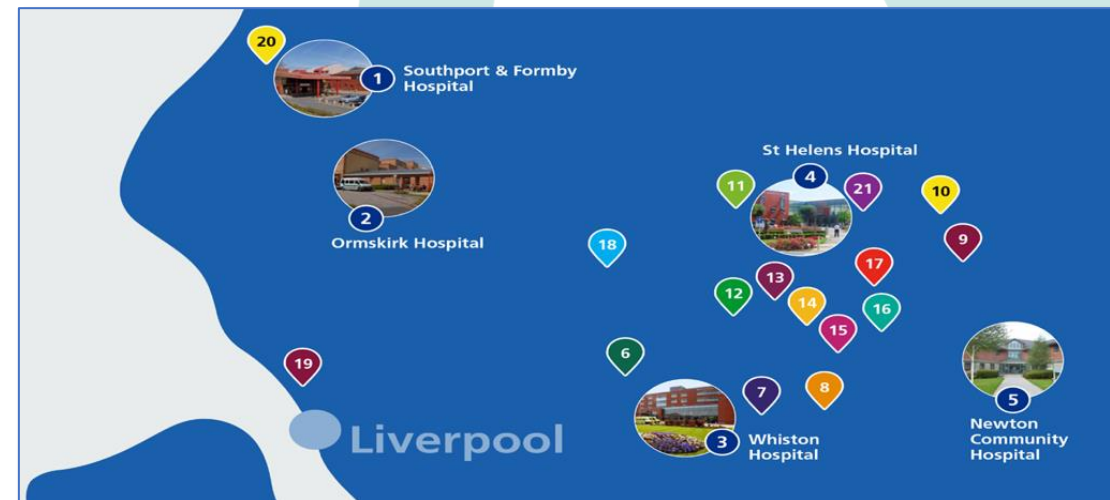 20
1
Southport & Formby
Hospital
2
Ormskirk Hospital
St Helens Hospital
4
11
21
10
9
18
17
13
12
14
16
15
6
19
7
8
5
Newton
Community
Hospital
3
Whiston
Hospital
Liverpool